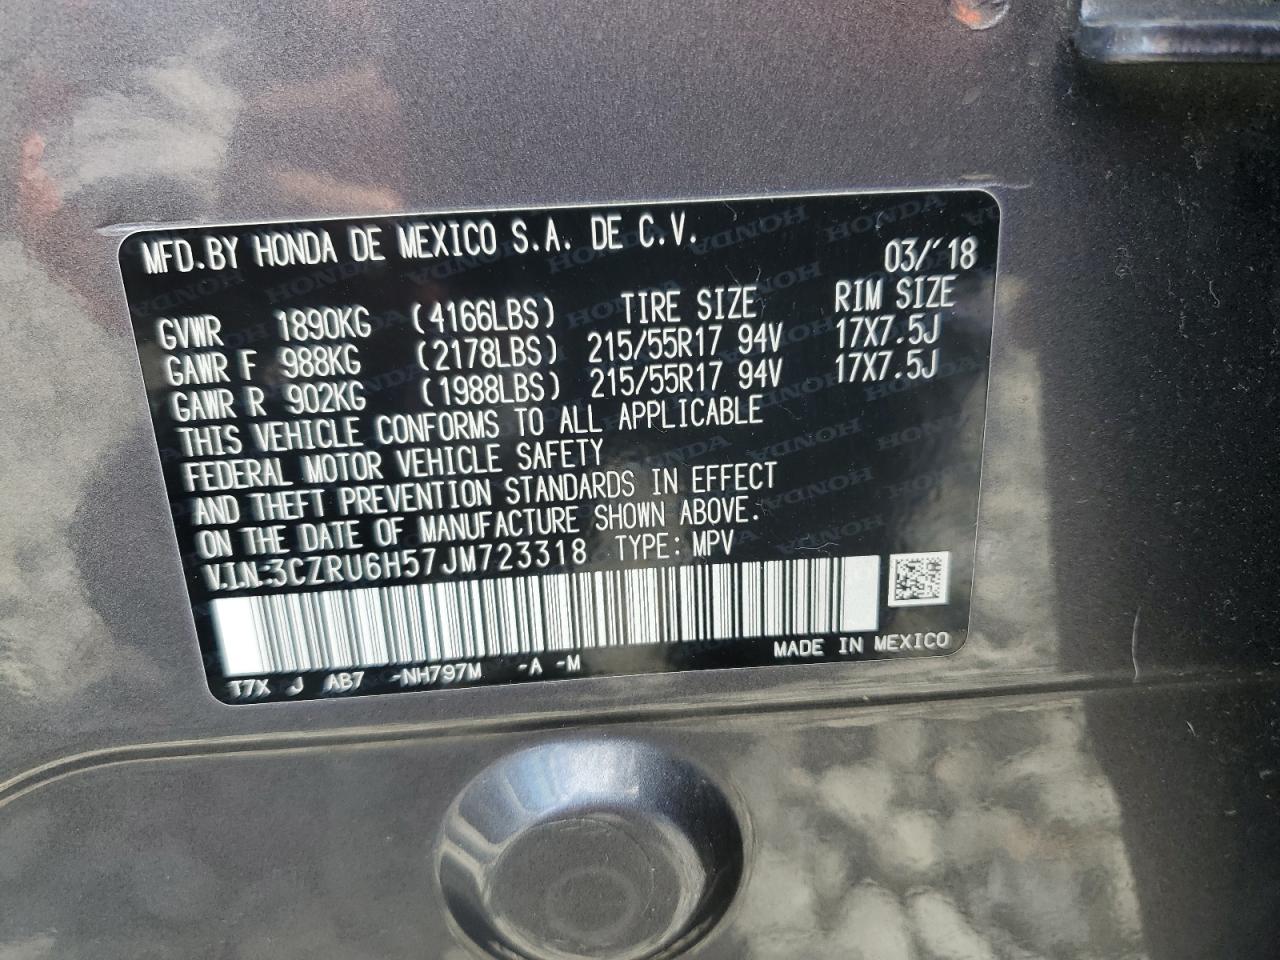 MFD.BY HONDA DE MEXICO S.A. DE C.V. 03/'18
GVWR 1890KG (4166LBS) TIRE SIZE RIM SIZE
GAWR F 988KG (2178LBS) 215/55R17 94V 17X7.5J
GAWR R 902KG (1988LBS) 215/55R17 94V 17X7.5J
THIS VEHICLE CONFORMS TO ALL APPLICABLE
FEDERAL MOTOR VEHICLE SAFETY
AND THEFT PREVENTION STANDARDS IN EFFECT
ON THE DATE OF MANUFACTURE SHOWN ABOVE.
V.I.N:3CZRU6H57JM723318 TYPE: MPV
MADE IN MEXICO
T7X J AB7 -NH797M -A -M